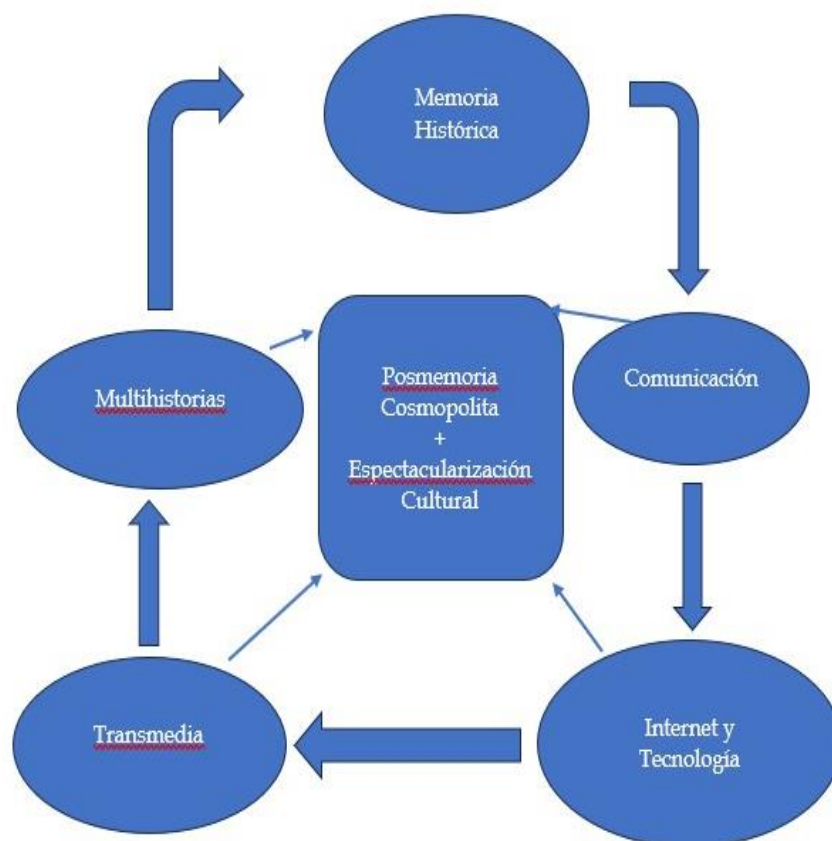 Memoria
Histórica
Multihistorias
Posmemoria
Cosmopolita
+
Espectacularización
Cultural
Comunicación
Transmedia
Internet y
Tecnología